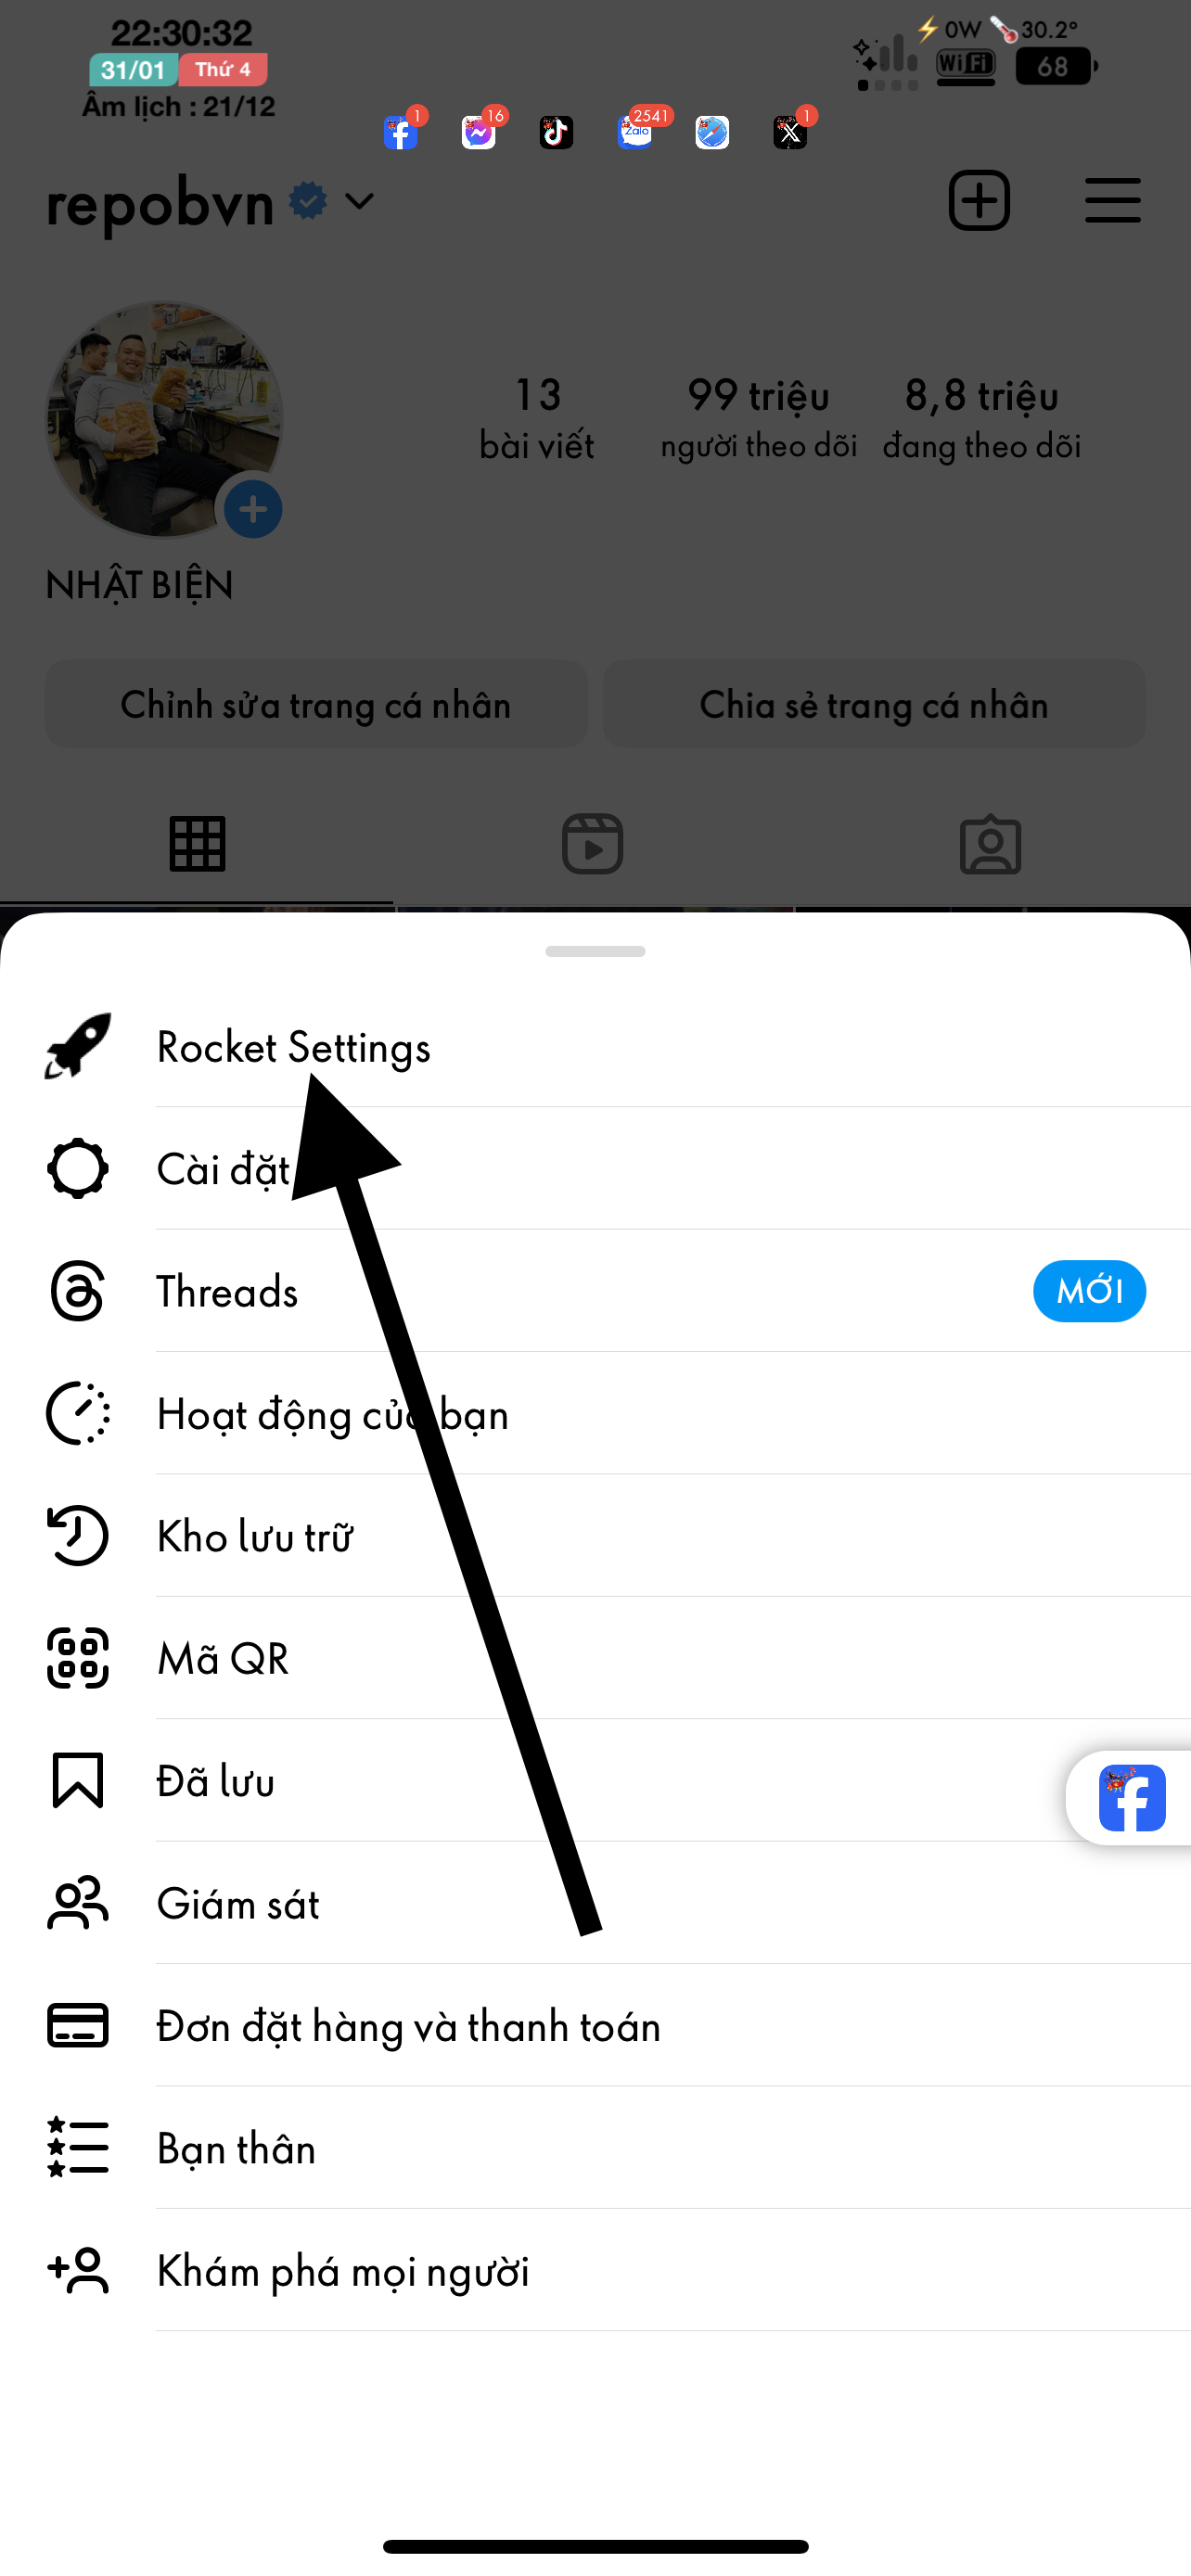 22:30:32
⚡0W 🌡️30.2°
31/01 Thứ 4
WiFi
68
Âm lịch : 21/12
1
16
2541
1
Zalo
repobvn
13
99 triệu
8,8 triệu
bài viết
người theo dõi
đang theo dõi
NHẬT BIỆN
Chỉnh sửa trang cá nhân
Chia sẻ trang cá nhân
Rocket Settings
Cài đặt
Threads
MỚI
Hoạt động của bạn
Kho lưu trữ
Mã QR
Đã lưu
Giám sát
Đơn đặt hàng và thanh toán
Bạn thân
Khám phá mọi người